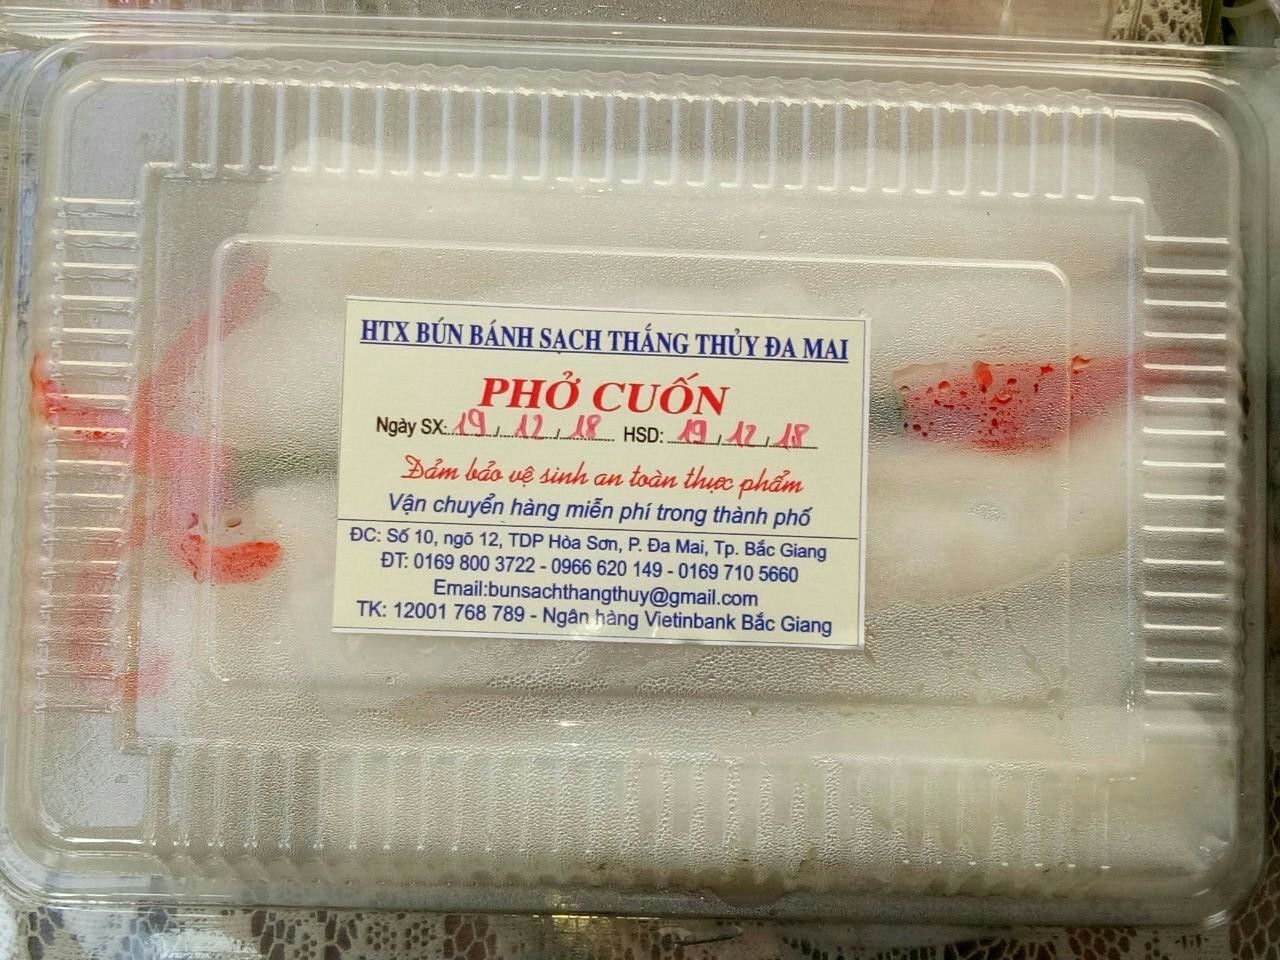 HTX BÚN BÁNH SẠCH THẮNG THỦY ĐA MAI
PHỞ CUỐN
Ngày SX: 19 / 12 / 18 HSD: 19 / 12 / 18
Đảm bảo vệ sinh an toàn thực phẩm
Vận chuyển hàng miễn phí trong thành phố
ĐC: Số 10, ngõ 12, TDP Hòa Sơn, P. Đa Mai, Tp. Bắc Giang
ĐT: 0169 800 3722 - 0966 620 149 - 0169 710 5660
Email:bunsachthangthuy@gmail.com
TK: 12001 768 789 - Ngân hàng Vietinbank Bắc Giang